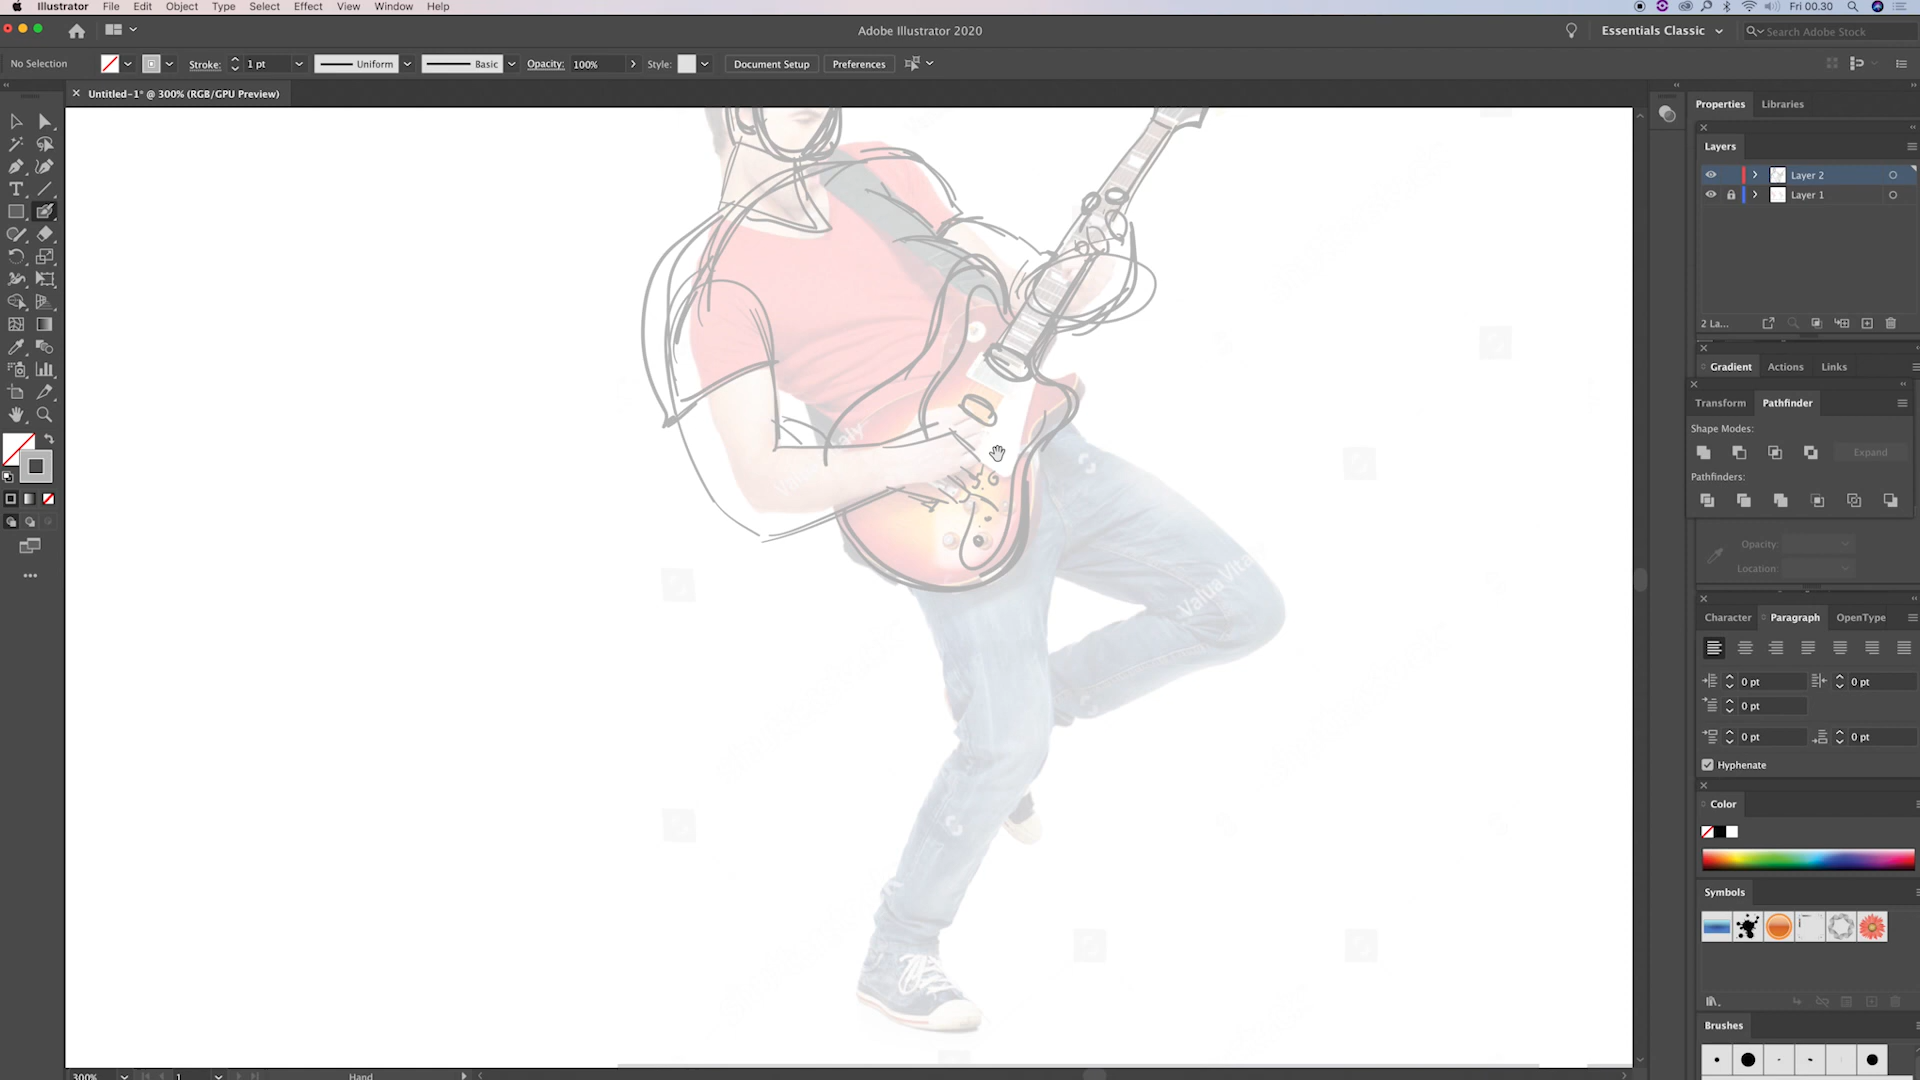 Illustrator File Edit Object Type Select Effect View Window Help
Fri 00.30
Adobe Illustrator 2020
Essentials Classic
Search Adobe Stock
No Selection
Stroke: 1 pt
Uniform
Basic
Opacity: 100%
Style:
Document Setup
Preferences
Untitled-1* @ 300% (RGB/GPU Preview)
Properties
Libraries
Layers
Layer 2
Layer 1
2 La...
Gradient
Actions
Links
Transform
Pathfinder
Shape Modes:
Expand
Pathfinders:
Opacity:
Location:
Character
Paragraph
OpenType
0 pt
0 pt
0 pt
0 pt
0 pt
Hyphenate
Color
Symbols
Brushes
Valua Vitaly
300%
1
Hand